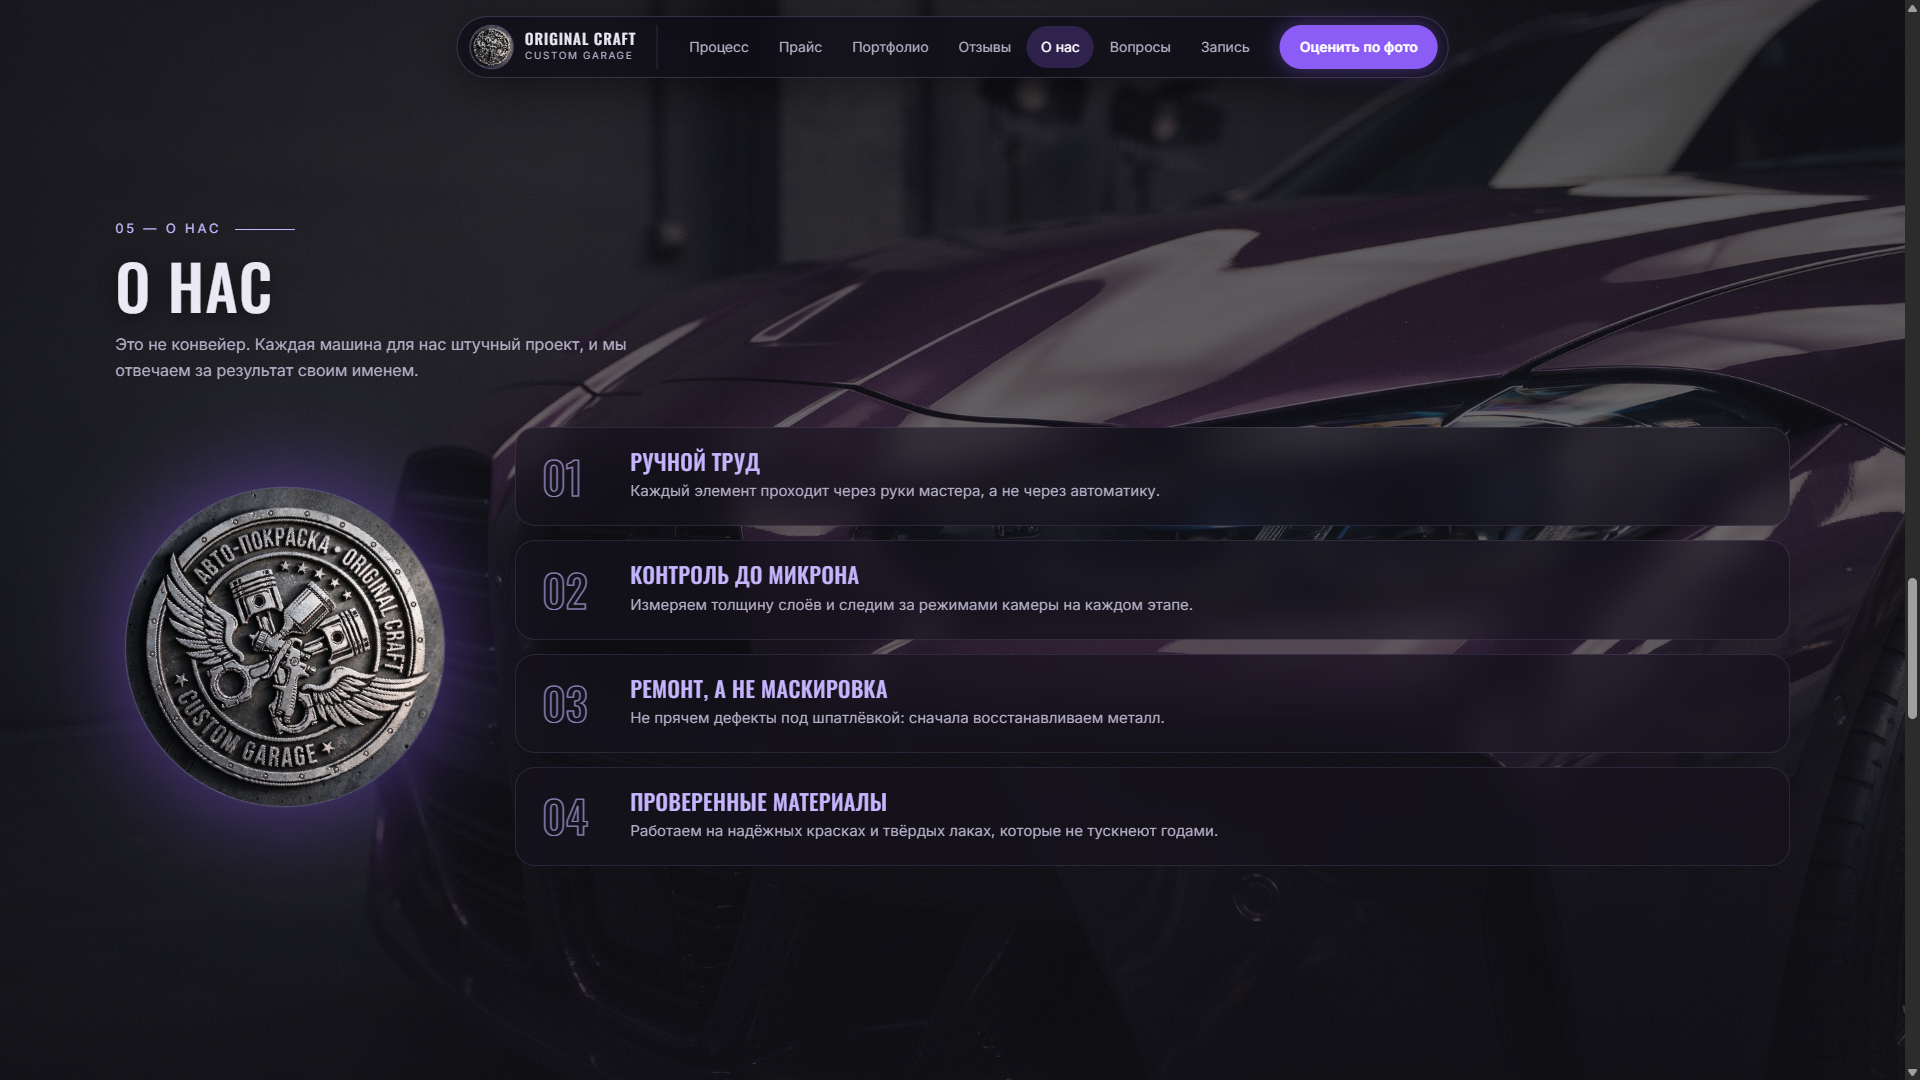 ORIGINAL CRAFT
CUSTOM GARAGE
Процесс
Прайс
Портфолио
Отзывы
О нас
Вопросы
Запись
Оценить по фото
05 — О НАС
О НАС
Это не конвейер. Каждая машина для нас штучный проект, и мы
отвечаем за результат своим именем.
АВТО-ПОКРАСКА • ORIGINAL CRAFT
★ CUSTOM GARAGE ★
01
РУЧНОЙ ТРУД
Каждый элемент проходит через руки мастера, а не через автоматику.
02
КОНТРОЛЬ ДО МИКРОНА
Измеряем толщину слоёв и следим за режимами камеры на каждом этапе.
03
РЕМОНТ, А НЕ МАСКИРОВКА
Не прячем дефекты под шпатлёвкой: сначала восстанавливаем металл.
04
ПРОВЕРЕННЫЕ МАТЕРИАЛЫ
Работаем на надёжных красках и твёрдых лаках, которые не тускнеют годами.